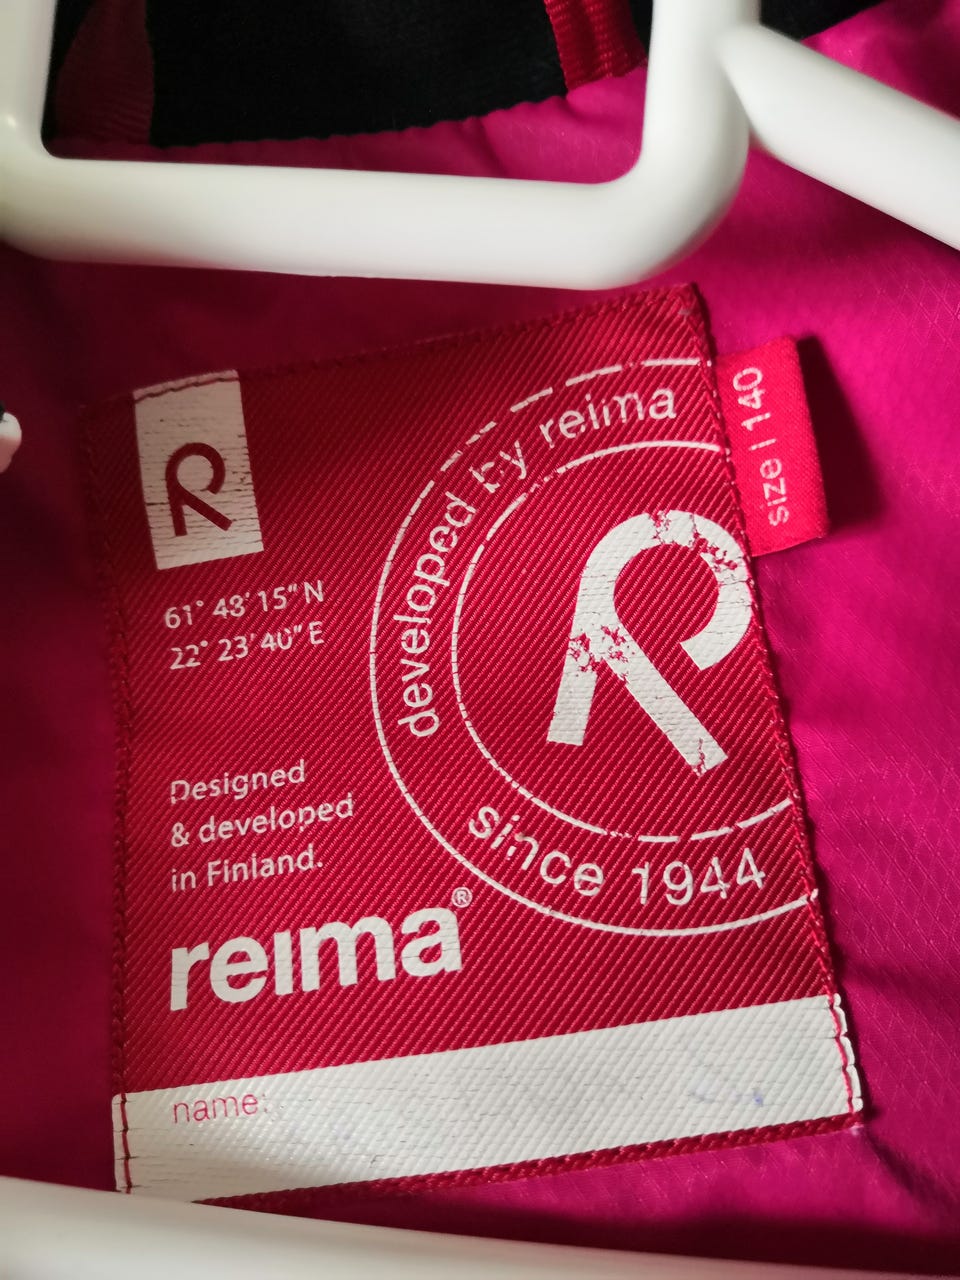 61° 48' 15" N
22° 23' 40" E
developed by reima
since 1944
size | 140
Designed
& developed
in Finland.
reima®
name: